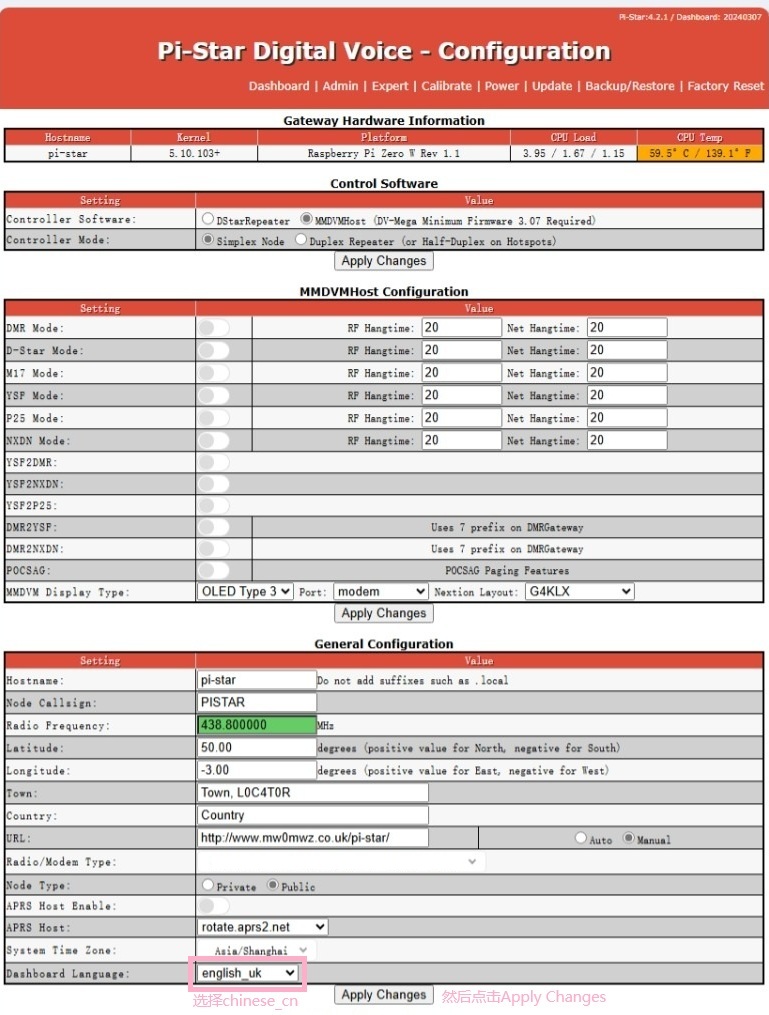 Pi-Star:4.2.1 / Dashboard: 20240307
Pi-Star Digital Voice - Configuration
Dashboard | Admin | Expert | Calibrate | Power | Update | Backup/Restore | Factory Reset
Gateway Hardware Information
Hostname Kernel Platform CPU Load CPU Temp
pi-star 5.10.103+ Raspberry Pi Zero W Rev 1.1 3.95 / 1.67 / 1.15 59.5° C / 139.1° F
Control Software
Setting Value
Controller Software: DStarRepeater MMDVMHost (DV-Mega Minimum Firmware 3.07 Required)
Controller Mode: Simplex Node Duplex Repeater (or Half-Duplex on Hotspots)
Apply Changes
MMDVMHost Configuration
Setting Value
DMR Mode: RF Hangtime: 20 Net Hangtime: 20
D-Star Mode: RF Hangtime: 20 Net Hangtime: 20
M17 Mode: RF Hangtime: 20 Net Hangtime: 20
YSF Mode: RF Hangtime: 20 Net Hangtime: 20
P25 Mode: RF Hangtime: 20 Net Hangtime: 20
NXDN Mode: RF Hangtime: 20 Net Hangtime: 20
YSF2DMR:
YSF2NXDN:
YSF2P25:
DMR2YSF: Uses 7 prefix on DMRGateway
DMR2NXDN: Uses 7 prefix on DMRGateway
POCSAG: POCSAG Paging Features
MMDVM Display Type: OLED Type 3 Port: modem Nextion Layout: G4KLX
Apply Changes
General Configuration
Setting Value
Hostname: pi-star Do not add suffixes such as .local
Node Callsign: PISTAR
Radio Frequency: 438.800000 MHz
Latitude: 50.00 degrees (positive value for North, negative for South)
Longitude: -3.00 degrees (positive value for East, negative for West)
Town: Town, L0C4T0R
Country: Country
URL: http://www.mw0mwz.co.uk/pi-star/ Auto Manual
Radio/Modem Type:
Node Type: Private Public
APRS Host Enable:
APRS Host: rotate.aprs2.net
System Time Zone: Asia/Shanghai
Dashboard Language: english_uk
选择chinese_cn Apply Changes 然后点击Apply Changes